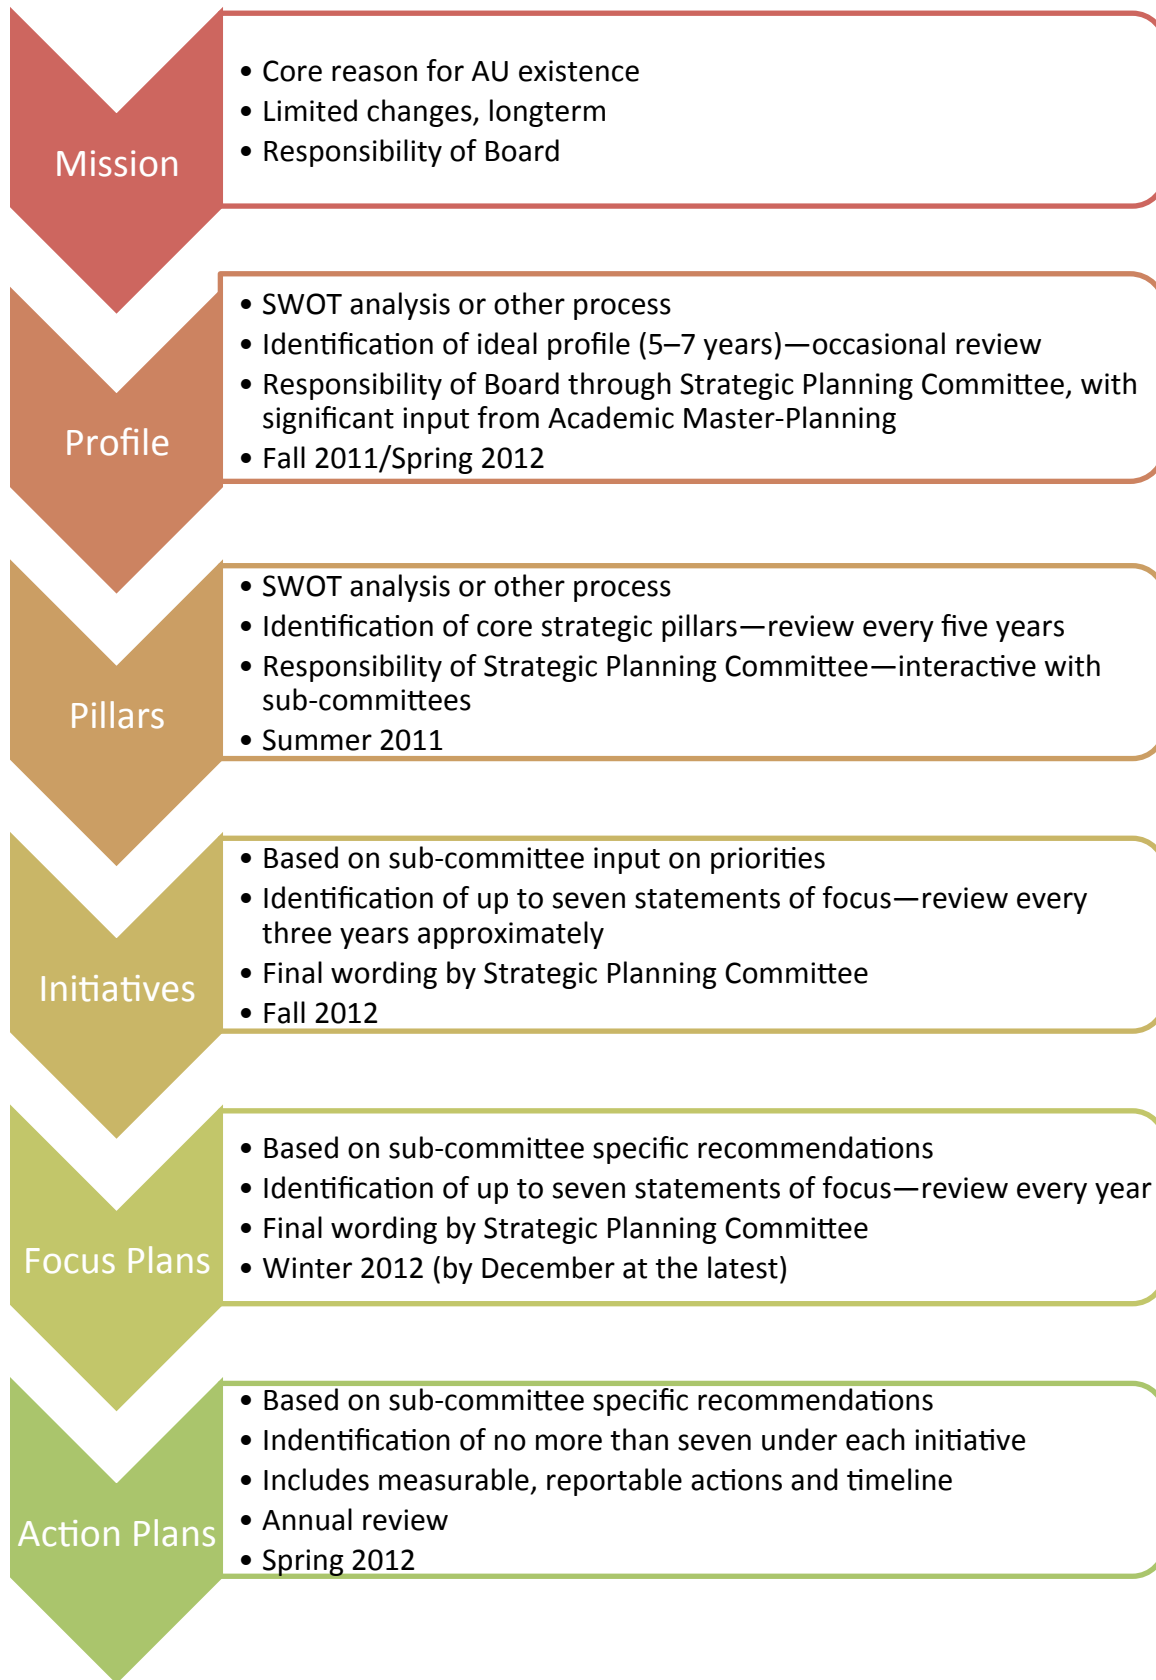 Mission
• Core reason for AU existence
• Limited changes, longterm
• Responsibility of Board
Profile
• SWOT analysis or other process
• Identification of ideal profile (5–7 years)—occasional review
• Responsibility of Board through Strategic Planning Committee, with
significant input from Academic Master-Planning
• Fall 2011/Spring 2012
Pillars
• SWOT analysis or other process
• Identification of core strategic pillars—review every five years
• Responsibility of Strategic Planning Committee—interactive with
sub-committees
• Summer 2011
Initiatives
• Based on sub-committee input on priorities
• Identification of up to seven statements of focus—review every
three years approximately
• Final wording by Strategic Planning Committee
• Fall 2012
Focus Plans
• Based on sub-committee specific recommendations
• Identification of up to seven statements of focus—review every year
• Final wording by Strategic Planning Committee
• Winter 2012 (by December at the latest)
Action Plans
• Based on sub-committee specific recommendations
• Indentification of no more than seven under each initiative
• Includes measurable, reportable actions and timeline
• Annual review
• Spring 2012